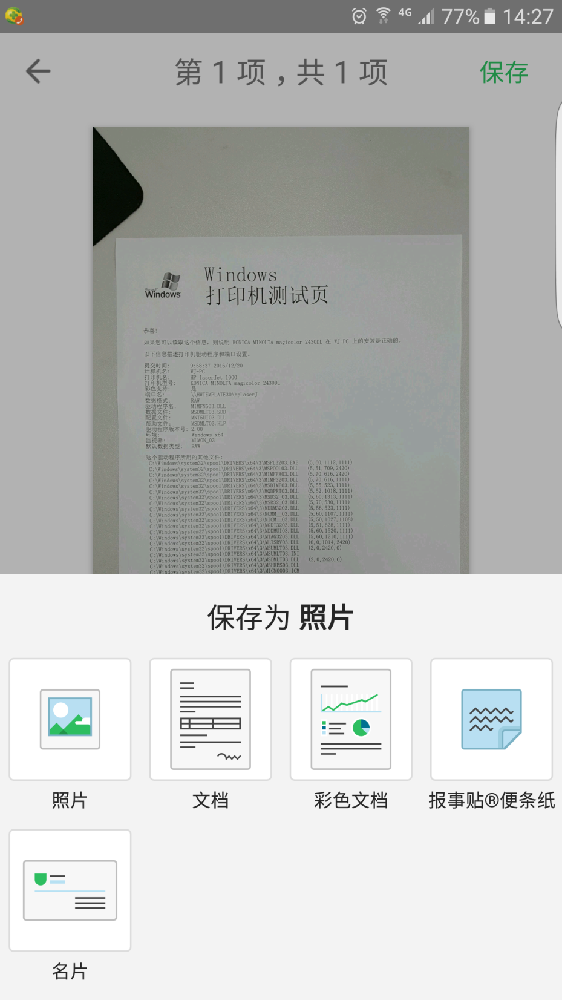 4G 77% 14:27
第 1 项，共 1 项 保存
Windows
打印机测试页
Microsoft
Windows
恭喜!
如果您可以读取这个信息，则说明 KONICA MINOLTA magicolor 2430DL 在 WJ-PC 上的安装是正确的。
以下信息描述打印机驱动程序和端口设置。
提交时间: 9:58:37 2016/12/20
计算机名: WJ-PC
打印机名: HP laserJet 1000
打印机型号: KONICA MINOLTA magicolor 2430DL
彩色支持: 是
端口名: \\HWTEMPLATE30\hpLaserJ
数据格式: RAW
驱动程序名: MIMFN503.DLL
数据文件: MSDMLT03.SDD
配置文件: MNT5UI03.DLL
帮助文件: MSDMLT03.HLP
驱动程序版本号: 2.00
环境: Windows x64
监视器: MLMON_03
默认数据类型: RAW
这个驱动程序所用的其他文件:
C:\Windows\system32\spool\DRIVERS\x64\3\MSPL3203.EXE (5,60,1112,1111)
C:\Windows\system32\spool\DRIVERS\x64\3\MSPOOL03.DLL (5,51,709,2420)
C:\Windows\system32\spool\DRIVERS\x64\3\MIMFPR03.DLL (5,70,616,2420)
C:\Windows\system32\spool\DRIVERS\x64\3\MIMF3203.DLL (5,70,616,1111)
C:\Windows\system32\spool\DRIVERS\x64\3\MSDIMF03.DLL (5,55,523,1111)
C:\Windows\system32\spool\DRIVERS\x64\3\MQDPRT03.DLL (5,52,1018,1111)
C:\Windows\system32\spool\DRIVERS\x64\3\MSD32_03.DLL (5,60,1313,1111)
C:\Windows\system32\spool\DRIVERS\x64\3\MSR32_03.DLL (5,70,530,1111)
C:\Windows\system32\spool\DRIVERS\x64\3\MDDM3203.DLL (5,56,523,1111)
C:\Windows\system32\spool\DRIVERS\x64\3\MCMM__03.DLL (5,60,1107,1111)
C:\Windows\system32\spool\DRIVERS\x64\3\MICM__03.DLL (5,50,1027,1108)
C:\Windows\system32\spool\DRIVERS\x64\3\MGDI3203.DLL (5,51,628,1111)
C:\Windows\system32\spool\DRIVERS\x64\3\MDDMUI03.DLL (5,60,1520,1111)
C:\Windows\system32\spool\DRIVERS\x64\3\MTAG3203.DLL (5,60,1210,1111)
C:\Windows\system32\spool\DRIVERS\x64\3\MLTSRV03.DLL (0,0,1014,2420)
C:\Windows\system32\spool\DRIVERS\x64\3\MSUMLT03.DLL (2,0,2420,0)
C:\Windows\system32\spool\DRIVERS\x64\3\MSUMLT03.INI
C:\Windows\system32\spool\DRIVERS\x64\3\MSDMLT03.DLL (2,0,2420,0)
C:\Windows\system32\spool\DRIVERS\x64\3\MSHRES03.DLL
C:\Windows\system32\spool\DRIVERS\x64\3\MICM0003.ICM
保存为 照片
照片 文档 彩色文档 报事贴®便条纸
名片